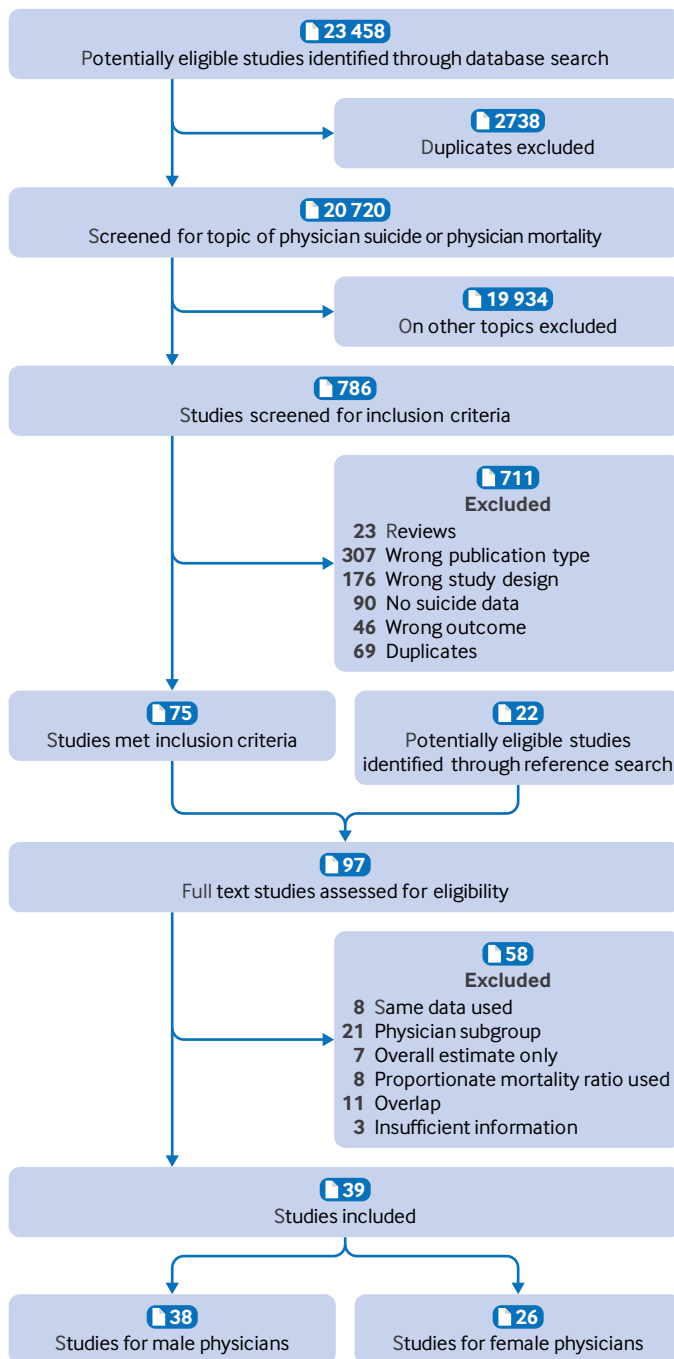 23 458
Potentially eligible studies identified through database search
2738
Duplicates excluded
20 720
Screened for topic of physician suicide or physician mortality
19 934
On other topics excluded
786
Studies screened for inclusion criteria
711
Excluded
23 Reviews
307 Wrong publication type
176 Wrong study design
90 No suicide data
46 Wrong outcome
69 Duplicates
75
Studies met inclusion criteria
22
Potentially eligible studies
identified through reference search
97
Full text studies assessed for eligibility
58
Excluded
8 Same data used
21 Physician subgroup
7 Overall estimate only
8 Proportionate mortality ratio used
11 Overlap
3 Insufficient information
39
Studies included
38
Studies for male physicians
26
Studies for female physicians